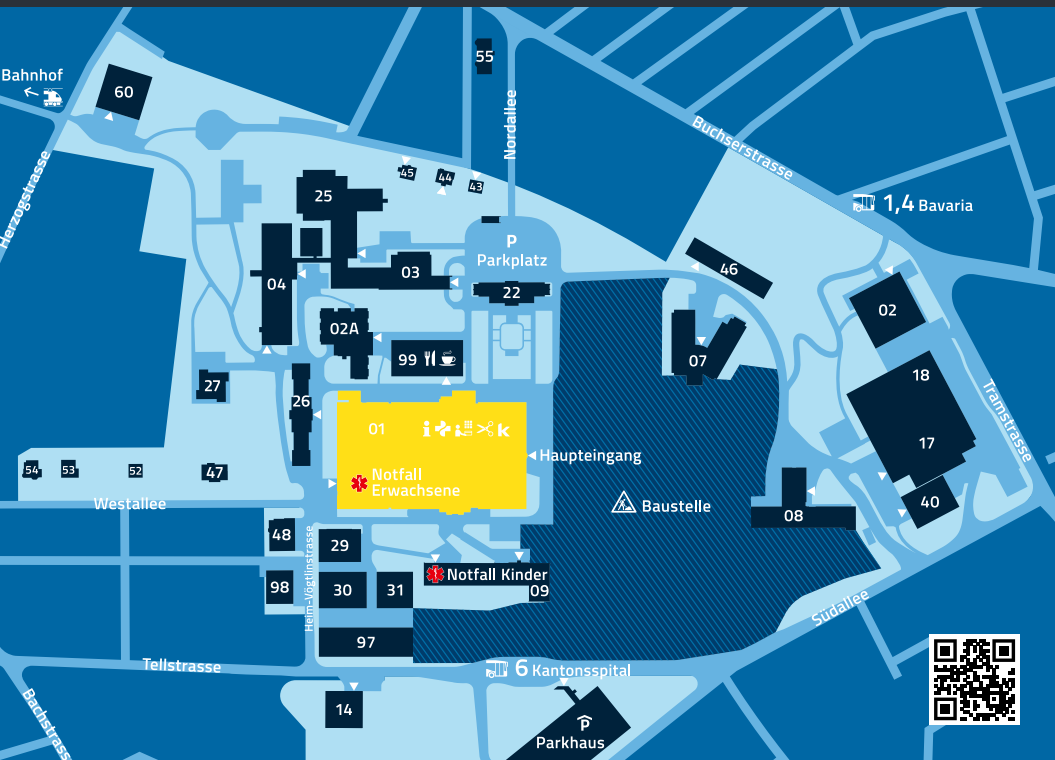 55
Bahnhof
60
Nordallee
Buchserstrasse
45
44
43
25
Herzogstrasse
1,4 Bavaria
P
Parkplatz
46
03
04
22
02
02A
99
07
18
27
26
Tramstrasse
01
17
Haupteingang
54
53
52
47
Notfall
Erwachsene
40
Westallee
Baustelle
08
48
29
Heim-Vögtlinstrasse
Notfall Kinder
98
30
31
09
Südallee
97
Tellstrasse
6 Kantonsspital
Bachstrasse
14
P
Parkhaus